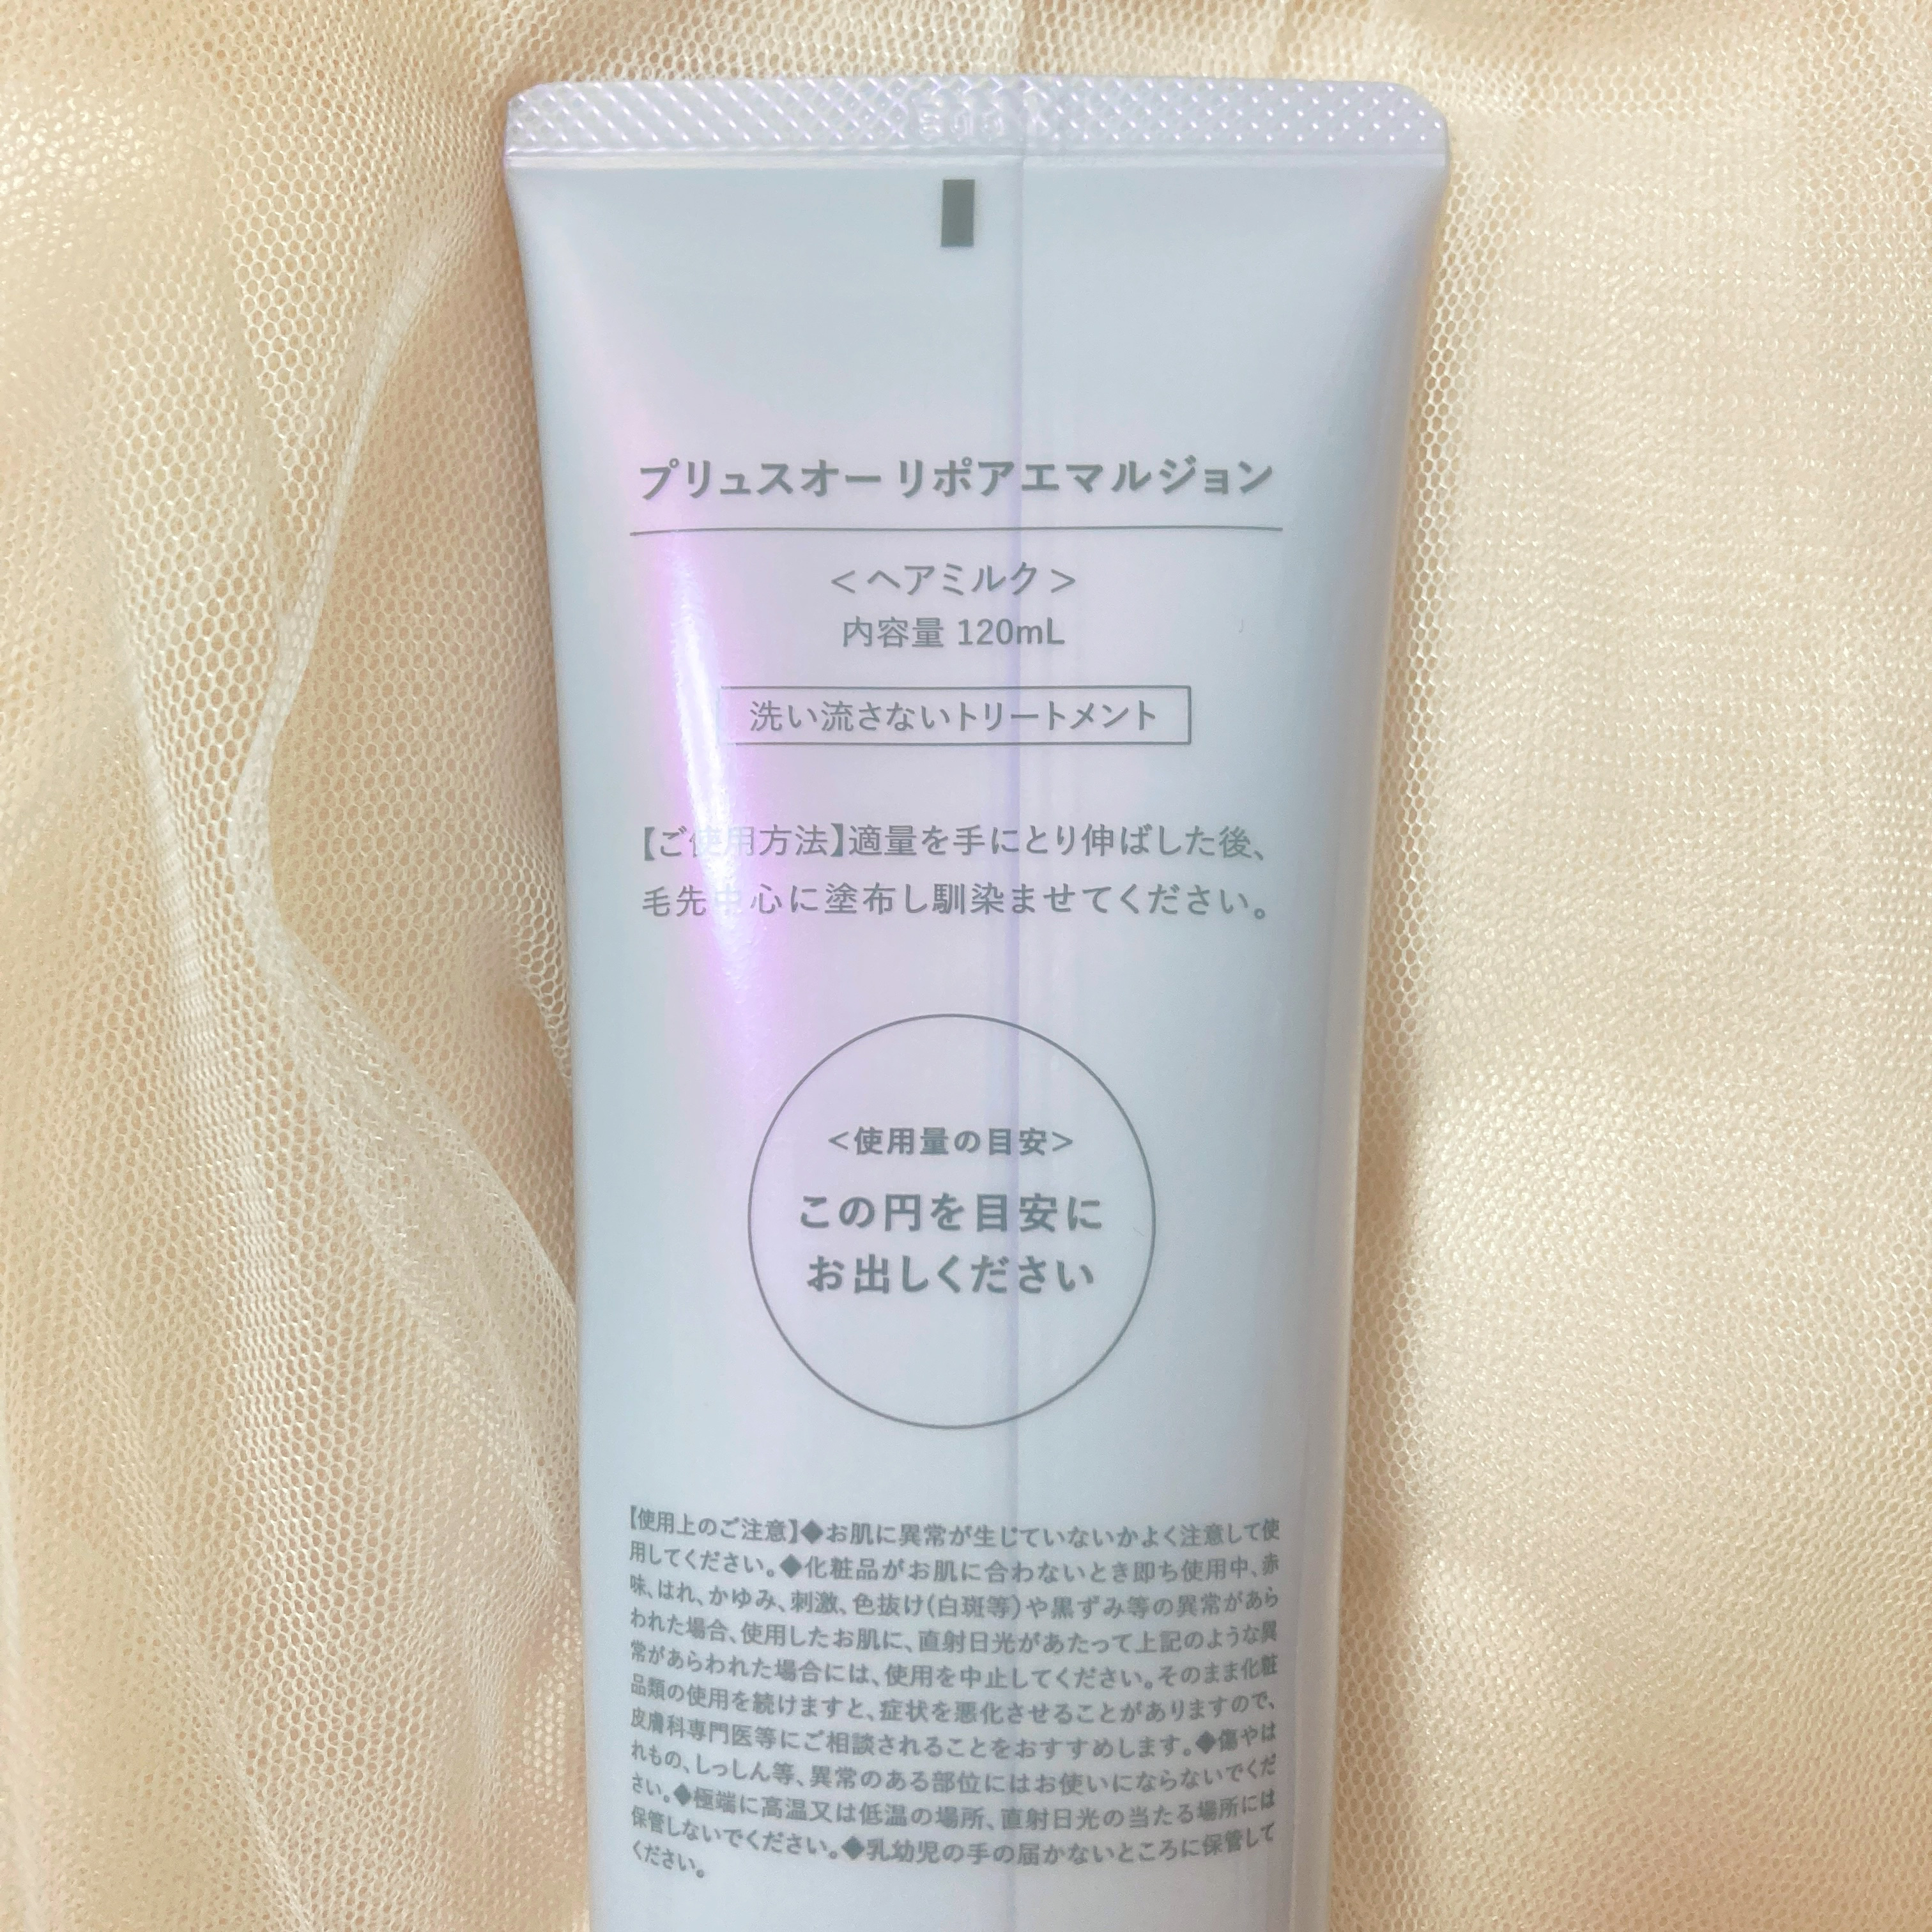 プリュスオー リポアエマルジョン
＜ヘアミルク＞
内容量 120mL
洗い流さないトリートメント
【ご使用方法】適量を手にとり伸ばした後、
毛先中心に塗布し馴染ませてください。
＜使用量の目安＞
この円を目安に
お出しください
【使用上のご注意】◆お肌に異常が生じていないかよく注意して使
用してください。◆化粧品がお肌に合わないとき即ち使用中、赤
味、はれ、かゆみ、刺激、色抜け(白斑等)や黒ずみ等の異常があら
われた場合、使用したお肌に、直射日光があたって上記のような異
常があらわれた場合には、使用を中止してください。そのまま化粧
品類の使用を続けますと、症状を悪化させることがありますので、
皮膚科専門医等にご相談されることをおすすめします。◆傷やは
れもの、しっしん等、異常のある部位にはお使いにならないでくだ
さい。◆極端に高温又は低温の場所、直射日光の当たる場所には
保管しないでください。◆乳幼児の手の届かないところに保管して
ください。